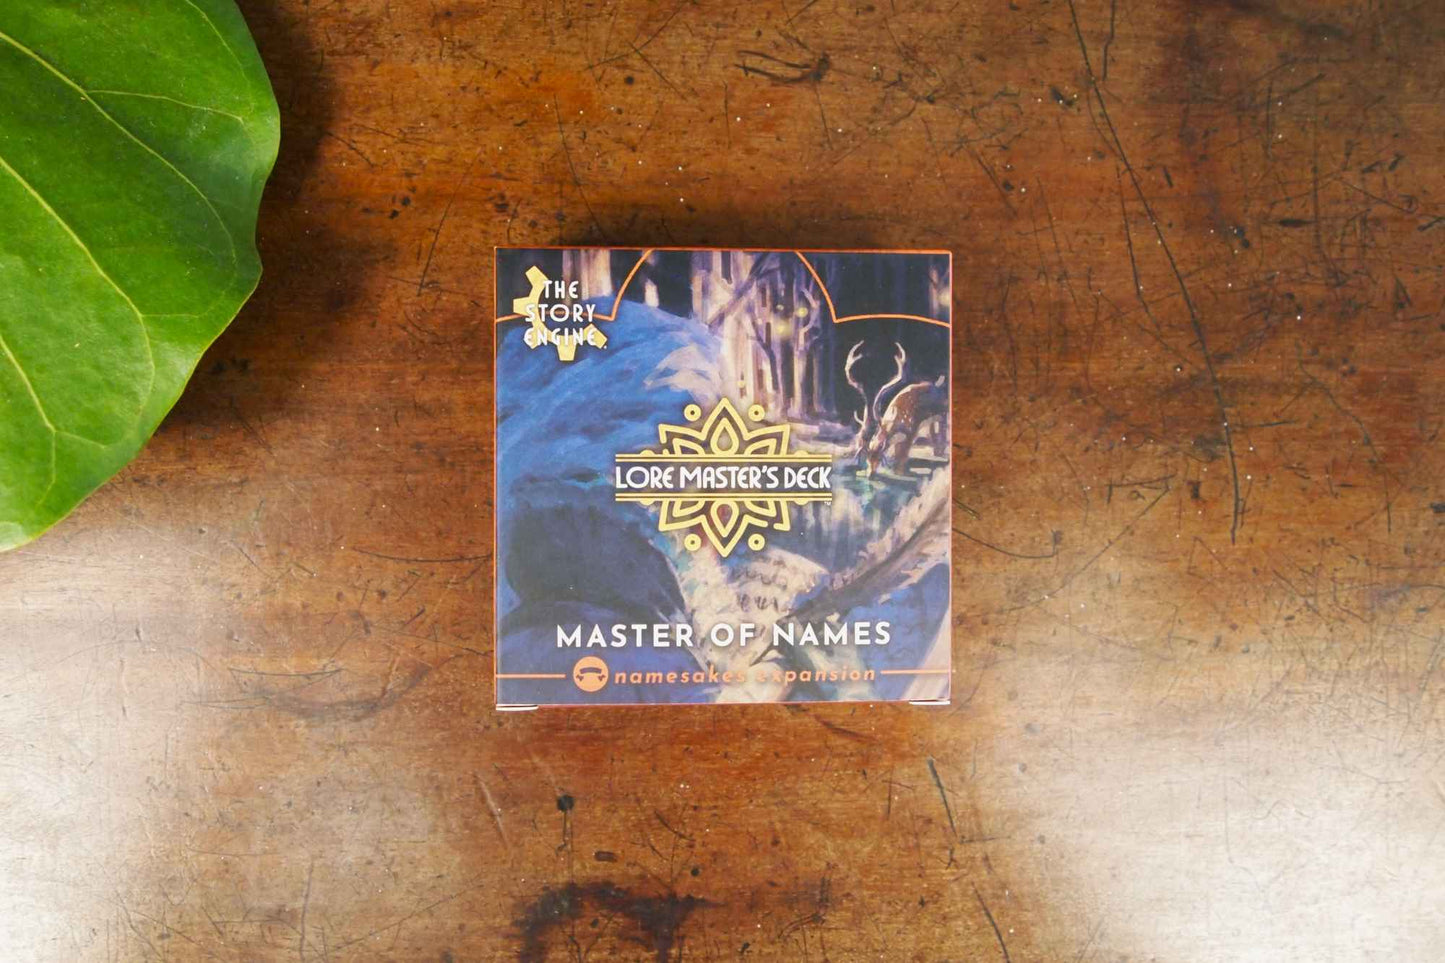 THE
STORY
ENGINE
LORE MASTER'S DECK
MASTER OF NAMES
namesakes expansion